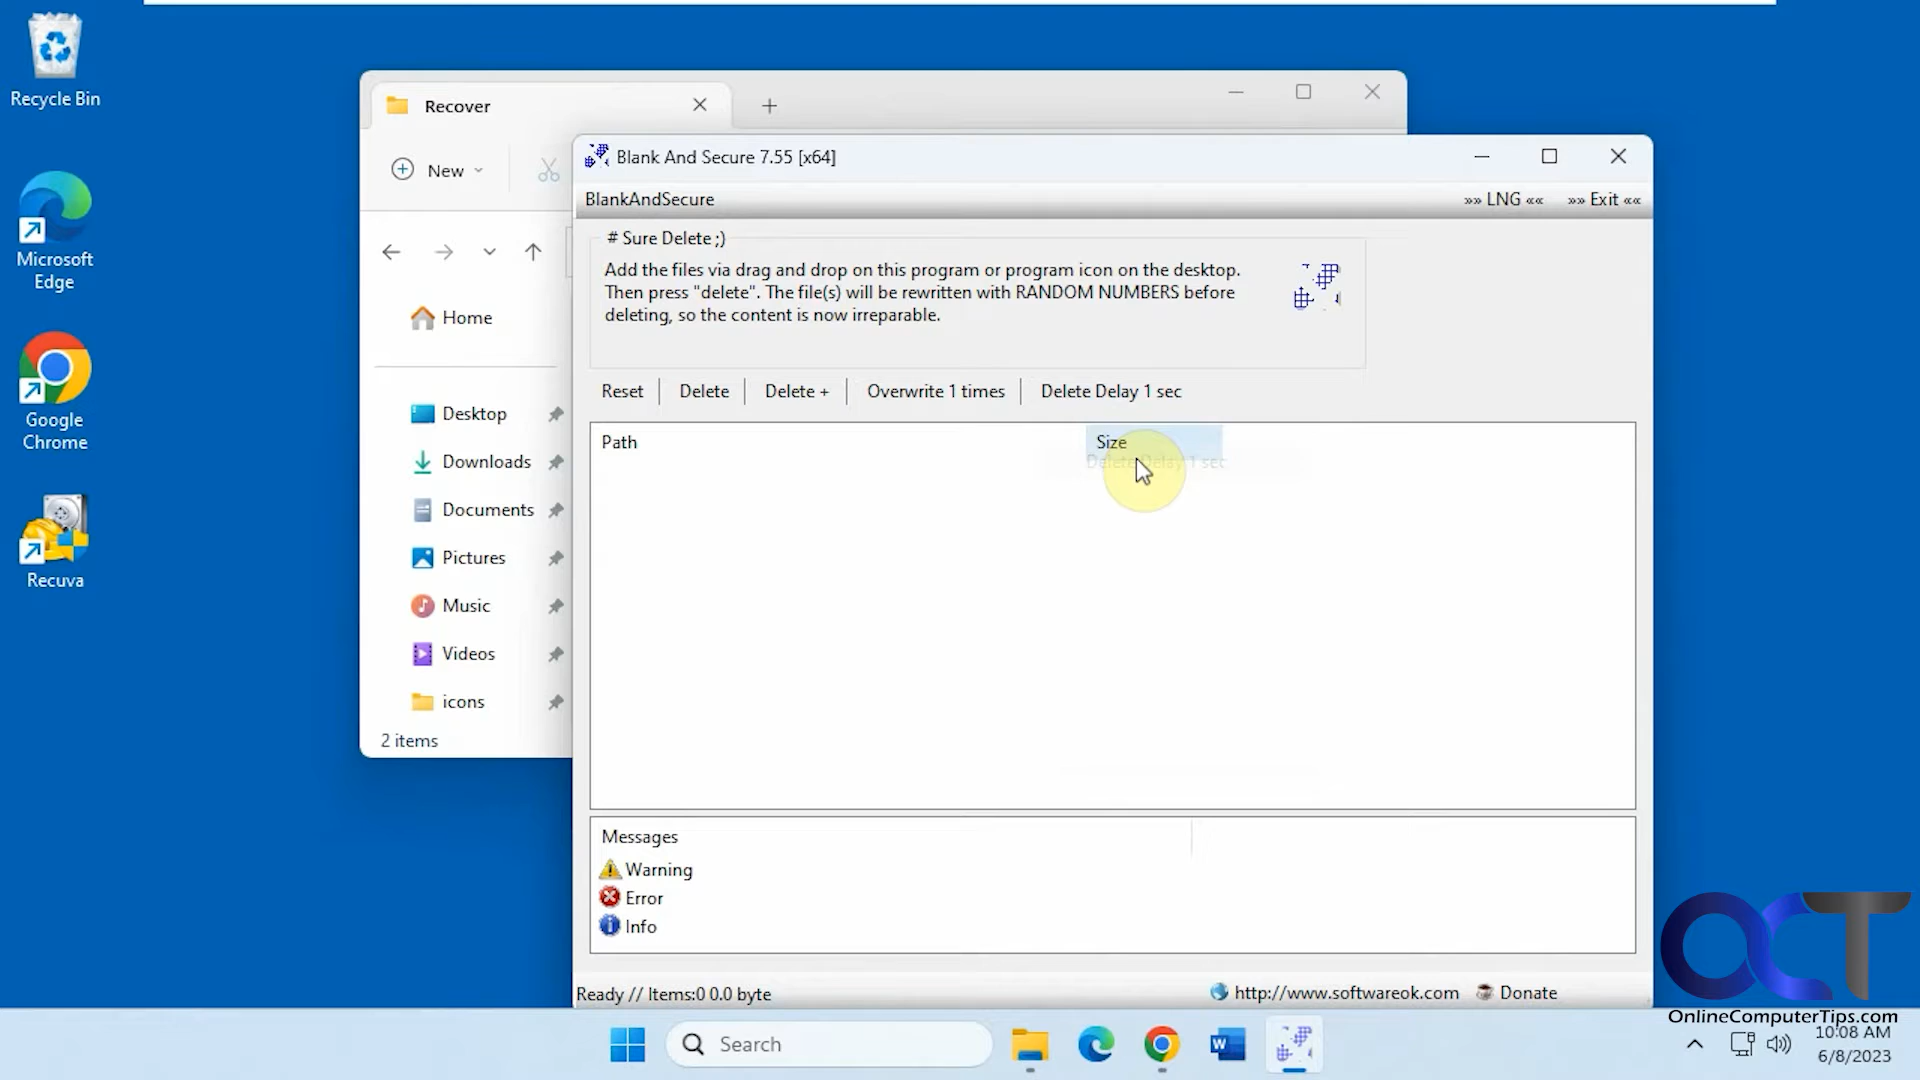 Recycle Bin
Microsoft
Edge
Google
Chrome
Recuva
Recover
New
Home
Desktop
Downloads
Documents
Pictures
Music
Videos
icons
2 items
Blank And Secure 7.55 [x64]
BlankAndSecure
»» LNG ««
»» Exit ««
# Sure Delete ;)
Add the files via drag and drop on this program or program icon on the desktop.
Then press "delete". The file(s) will be rewritten with RANDOM NUMBERS before
deleting, so the content is now irreparable.
Reset
Delete
Delete +
Overwrite 1 times
Delete Delay 1 sec
Path
Size
Delete Delay 1 sec
Messages
Warning
Error
Info
Ready // Items:0 0.0 byte
http://www.softwareok.com
Donate
OCT
OnlineComputerTips.com
Search
W
10:08 AM
6/8/2023